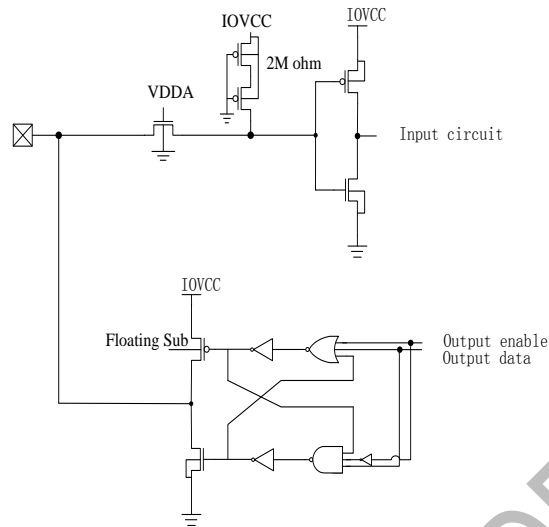 IOVCC
IOVCC
2M ohm
VDDA
Input circuit
IOVCC
Floating Sub
Output enable
Output data